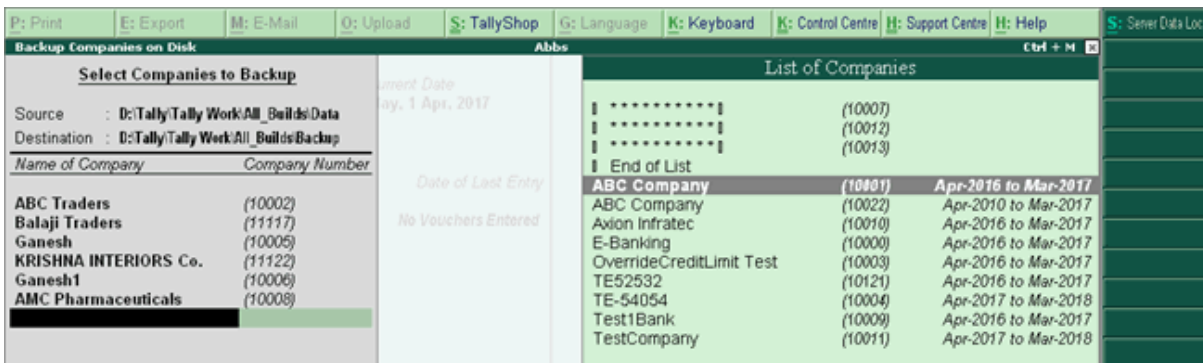 P: Print E: Export M: E-Mail O: Upload S: TallyShop G: Language K: Keyboard K: Control Centre H: Support Centre H: Help S: Server Data Loc
Backup Companies on Disk Abbs Ctrl + M
Select Companies to Backup
Source : D:\Tally\Tally Work\All_Builds\Data
Destination : D:\Tally\Tally Work\All_Builds\Backup
Name of Company Company Number
ABC Traders (10002)
Balaji Traders (11117)
Ganesh (10005)
KRISHNA INTERIORS Co. (11122)
Ganesh1 (10006)
AMC Pharmaceuticals (10008)
urrent Date
ay, 1 Apr, 2017
Date of Last Entry
No Vouchers Entered
List of Companies
* * * * * * * * * * (10007)
* * * * * * * * * * (10012)
* * * * * * * * * * (10013)
End of List
ABC Company (10001) Apr-2016 to Mar-2017
ABC Company (10022) Apr-2010 to Mar-2017
Axion Infratec (10010) Apr-2016 to Mar-2017
E-Banking (10000) Apr-2016 to Mar-2017
OverrideCreditLimit Test (10003) Apr-2016 to Mar-2017
TE52532 (10121) Apr-2016 to Mar-2017
TE-54054 (10004) Apr-2017 to Mar-2018
Test1Bank (10009) Apr-2016 to Mar-2017
TestCompany (10011) Apr-2017 to Mar-2018